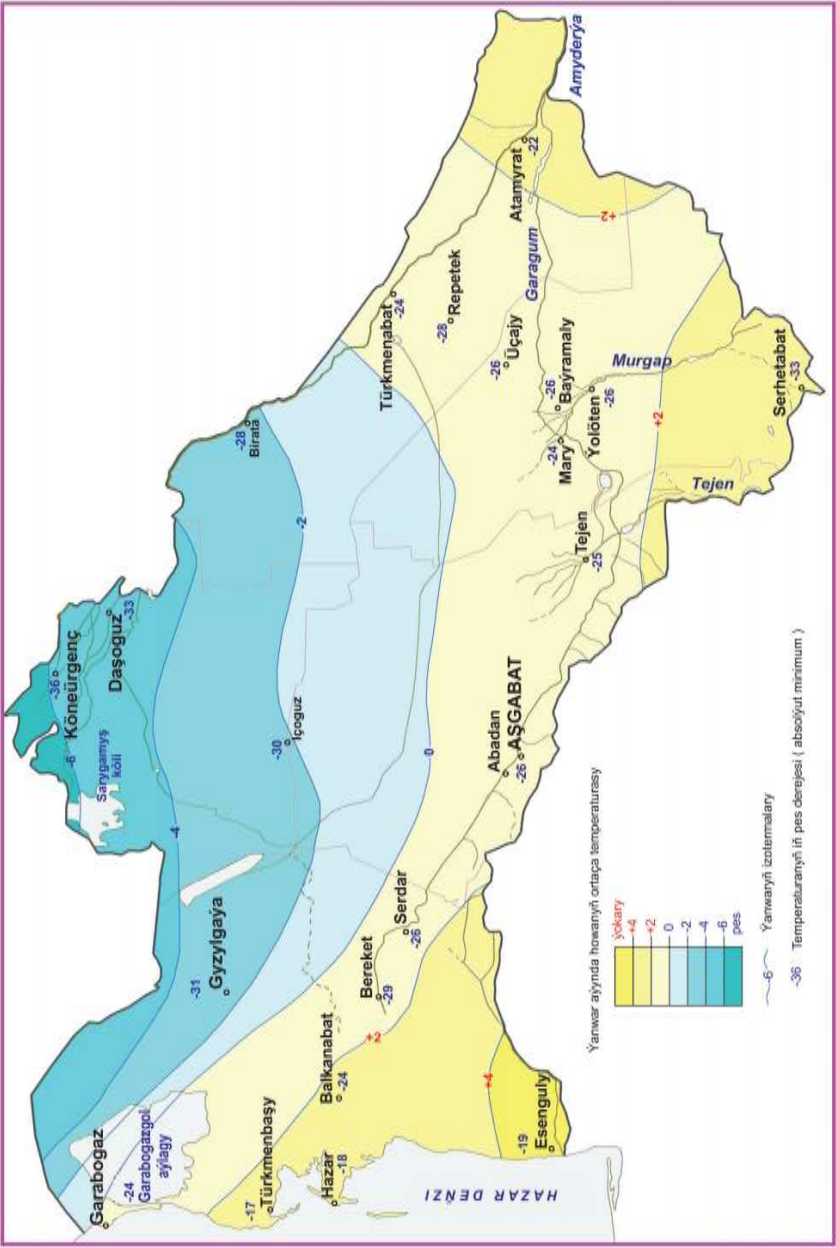 Garabogaz
-24
Garabogazgol
aýlagy
-17
Türkmenbaşy
Hazar
-18
HAZAR DEŇZI
Balkanabat
-24
+2
-19
Esenguly
+4
-31
Gyzylgaýa
Bereket
-29
Serdar
-26
-4
Sarygamyş
köli
-6
-36
Köneürgenç
Daşoguz
-33
-30
Içoguz
0
Abadan
-26
AŞGABAT
-2
-28
Birata
Türkmenabat
-24
-28
Repetek
-26
Üçajy
Garagum
Atamyrat
-22
Amyderýa
+2
-26
Baýramaly
-24
Mary
Ýolöten
-26
Murgap
Tejen
-25
+2
Tejen
Serhetabat
-33
Ýanwar aýynda howanyň ortaça temperaturasy
ýokary
+4
+2
0
-2
-4
-6
pes
-6 Ýanwaryň izotermalary
-36 Temperaturanyň iň pes derejesi ( absolýut minimum )